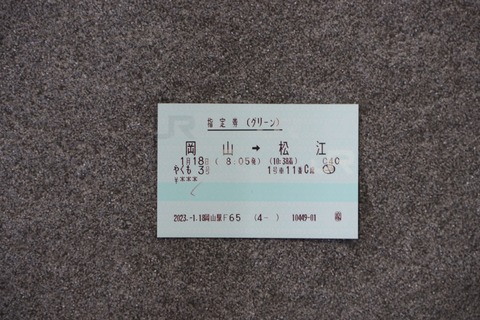 指定券(グリーン)
岡 山 → 松 江
1月18日 ( 8:05発) (10:38着) C40
やくも 3号 1号車11番C席
¥***
2023.-1.18岡山駅F65 (4- ) 10449-01